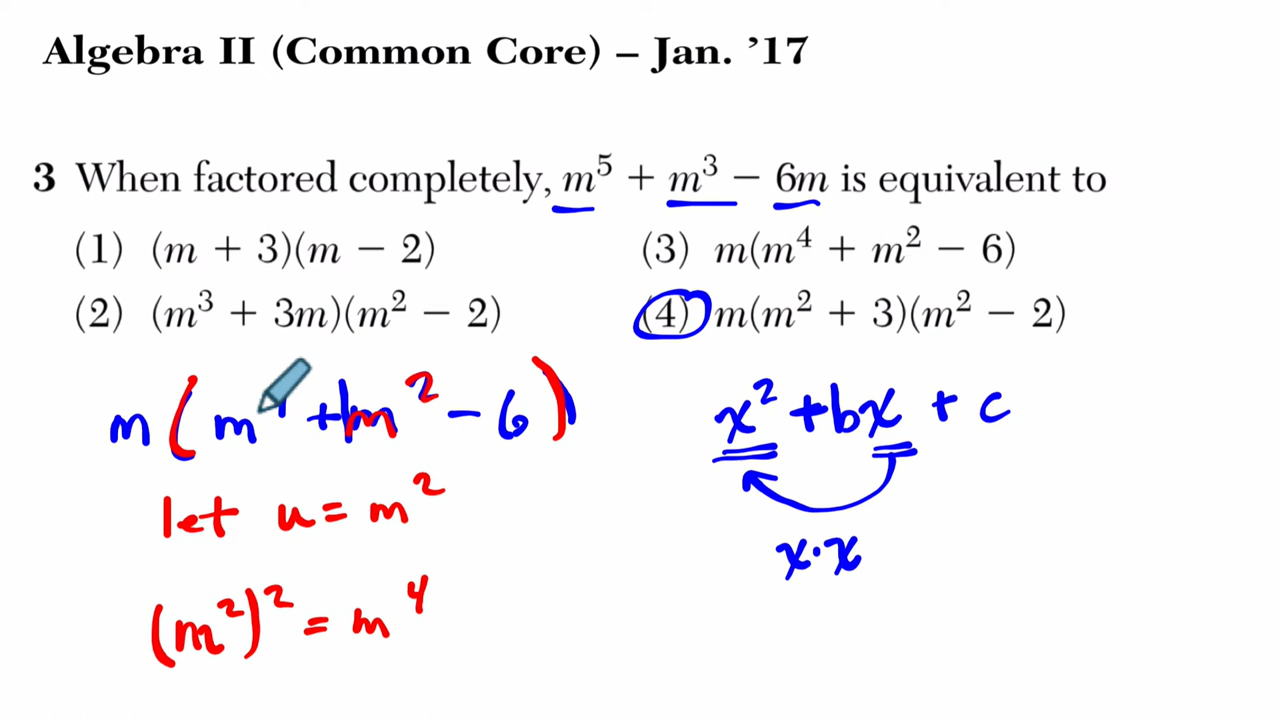 Algebra II (Common Core) – Jan. ’17
3 When factored completely, m⁵ + m³ − 6m is equivalent to
(1) (m + 3)(m − 2) (3) m(m⁴ + m² − 6)
(2) (m³ + 3m)(m² − 2) (4) m(m² + 3)(m² − 2)
m(m⁴ + m² − 6) x² + bx + c
let u = m²
x·x
(m²)² = m⁴